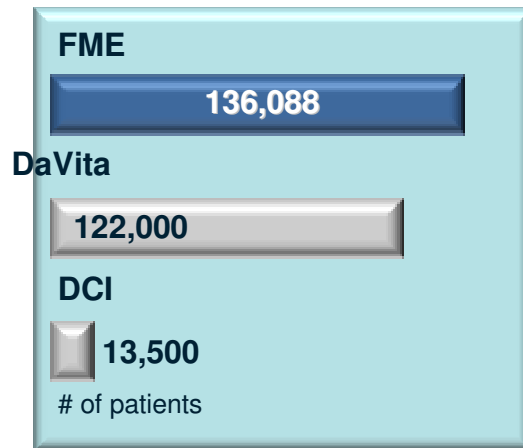 FME
136,088
DaVita
122,000
DCI
13,500
# of patients